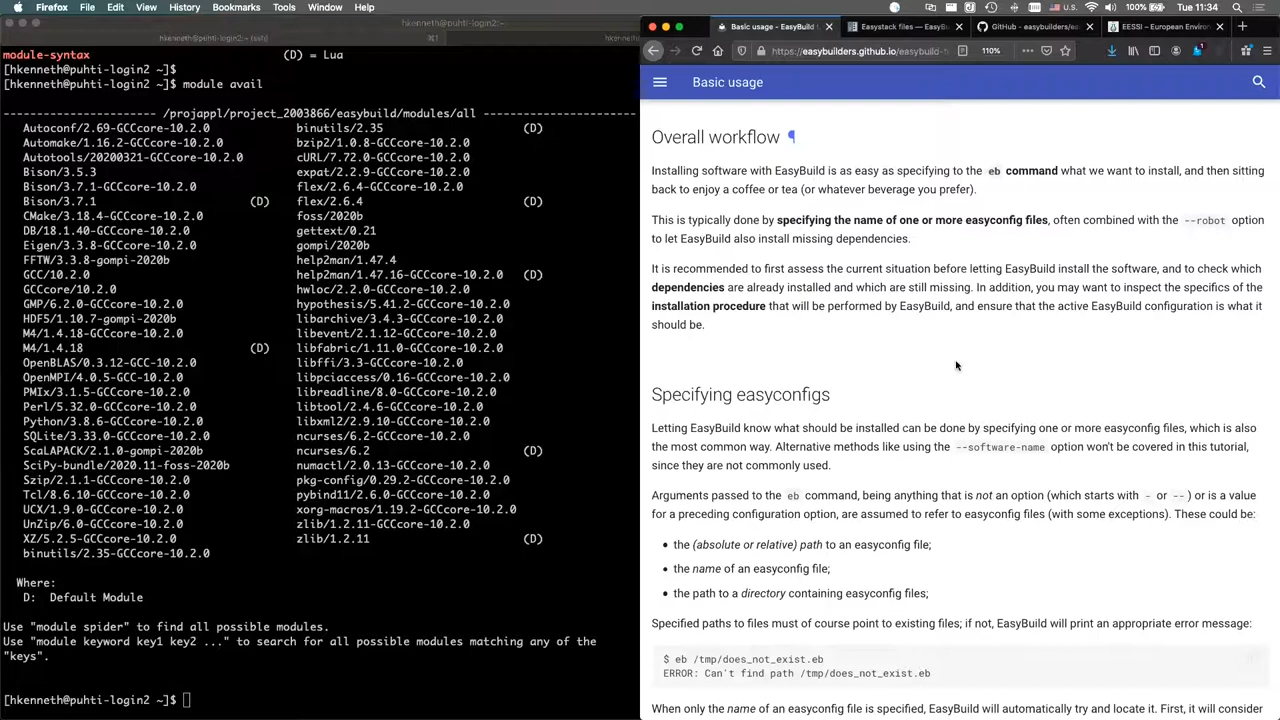 Firefox File Edit View History Bookmarks Tools Window Help
US 91% Tue 11:34
hkenneth@puhti-login2:~
hkenneth@puhti-login2:~ (ssh) ⌘1
module-syntax (D) = Lua
[hkenneth@puhti-login2 ~]$
[hkenneth@puhti-login2 ~]$ module avail
----------------------- /projappl/project_2003866/easybuild/modules/all -----------------------
Autoconf/2.69-GCCcore-10.2.0 binutils/2.35 (D)
Automake/1.16.2-GCCcore-10.2.0 bzip2/1.0.8-GCCcore-10.2.0
Autotools/20200321-GCCcore-10.2.0 cURL/7.72.0-GCCcore-10.2.0
Bison/3.5.3 expat/2.2.9-GCCcore-10.2.0
Bison/3.7.1-GCCcore-10.2.0 flex/2.6.4-GCCcore-10.2.0
Bison/3.7.1 (D) flex/2.6.4 (D)
CMake/3.18.4-GCCcore-10.2.0 foss/2020b
DB/18.1.40-GCCcore-10.2.0 gettext/0.21
Eigen/3.3.8-GCCcore-10.2.0 gompi/2020b
FFTW/3.3.8-gompi-2020b help2man/1.47.4
GCC/10.2.0 help2man/1.47.16-GCCcore-10.2.0 (D)
GCCcore/10.2.0 hwloc/2.2.0-GCCcore-10.2.0
GMP/6.2.0-GCCcore-10.2.0 hypothesis/5.41.2-GCCcore-10.2.0
HDF5/1.10.7-gompi-2020b libarchive/3.4.3-GCCcore-10.2.0
M4/1.4.18-GCCcore-10.2.0 libevent/2.1.12-GCCcore-10.2.0
M4/1.4.18 (D) libfabric/1.11.0-GCCcore-10.2.0
OpenBLAS/0.3.12-GCC-10.2.0 libffi/3.3-GCCcore-10.2.0
OpenMPI/4.0.5-GCC-10.2.0 libpciaccess/0.16-GCCcore-10.2.0
PMIx/3.1.5-GCCcore-10.2.0 libreadline/8.0-GCCcore-10.2.0
Perl/5.32.0-GCCcore-10.2.0 libtool/2.4.6-GCCcore-10.2.0
Python/3.8.6-GCCcore-10.2.0 libxml2/2.9.10-GCCcore-10.2.0
SQLite/3.33.0-GCCcore-10.2.0 ncurses/6.2-GCCcore-10.2.0
ScaLAPACK/2.1.0-gompi-2020b ncurses/6.2 (D)
SciPy-bundle/2020.11-foss-2020b numactl/2.0.13-GCCcore-10.2.0
Szip/2.1.1-GCCcore-10.2.0 pkg-config/0.29.2-GCCcore-10.2.0
Tcl/8.6.10-GCCcore-10.2.0 pybind11/2.6.0-GCCcore-10.2.0
UCX/1.9.0-GCCcore-10.2.0 xorg-macros/1.19.2-GCCcore-10.2.0
UnZip/6.0-GCCcore-10.2.0 zlib/1.2.11-GCCcore-10.2.0
XZ/5.2.5-GCCcore-10.2.0 zlib/1.2.11 (D)
binutils/2.35-GCCcore-10.2.0
Where:
D: Default Module
Use "module spider" to find all possible modules.
Use "module keyword key1 key2 ..." to search for all possible modules matching any of the
"keys".
[hkenneth@puhti-login2 ~]$
Basic usage - EasyBuild Easystack files — EasyBu GitHub - easybuilders/ea EESSI – European Environ
https://easybuilders.github.io/easybuild- 110%
Basic usage
Overall workflow ¶
Installing software with EasyBuild is as easy as specifying to the eb command what we want to install, and then sitting
back to enjoy a coffee or tea (or whatever beverage you prefer).
This is typically done by specifying the name of one or more easyconfig files, often combined with the --robot option
to let EasyBuild also install missing dependencies.
It is recommended to first assess the current situation before letting EasyBuild install the software, and to check which
dependencies are already installed and which are still missing. In addition, you may want to inspect the specifics of the
installation procedure that will be performed by EasyBuild, and ensure that the active EasyBuild configuration is what it
should be.
Specifying easyconfigs
Letting EasyBuild know what should be installed can be done by specifying one or more easyconfig files, which is also
the most common way. Alternative methods like using the --software-name option won't be covered in this tutorial,
since they are not commonly used.
Arguments passed to the eb command, being anything that is not an option (which starts with - or --) or is a value
for a preceding configuration option, are assumed to refer to easyconfig files (with some exceptions). These could be:
• the (absolute or relative) path to an easyconfig file;
• the name of an easyconfig file;
• the path to a directory containing easyconfig files;
Specified paths to files must of course point to existing files; if not, EasyBuild will print an appropriate error message:
$ eb /tmp/does_not_exist.eb
ERROR: Can't find path /tmp/does_not_exist.eb
When only the name of an easyconfig file is specified, EasyBuild will automatically try and locate it. First, it will consider